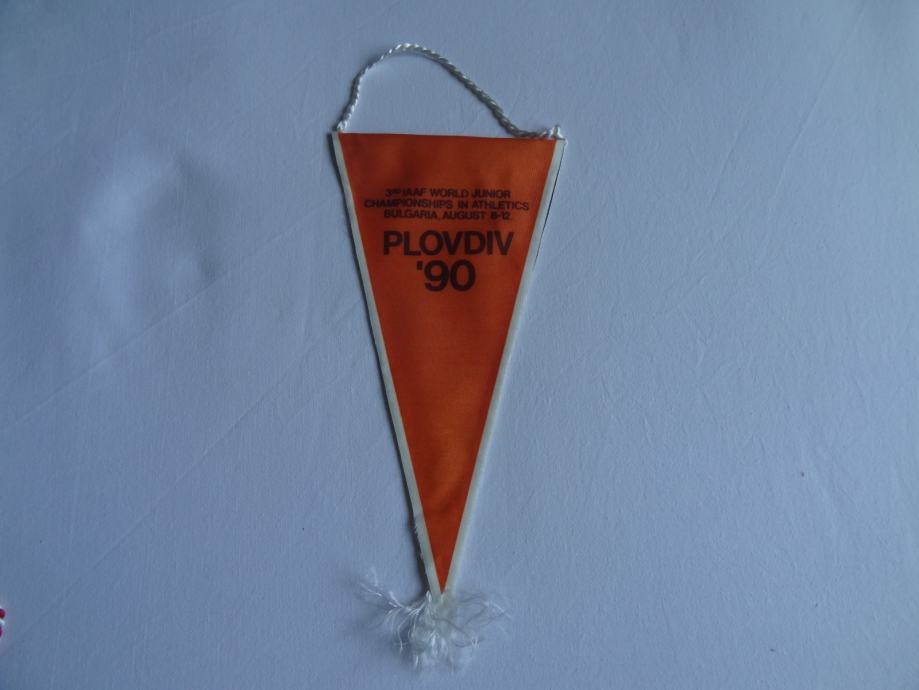 3RD IAAF WORLD JUNIOR
CHAMPIONSHIPS IN ATHLETICS
BULGARIA, AUGUST 8-12.
PLOVDIV
'90